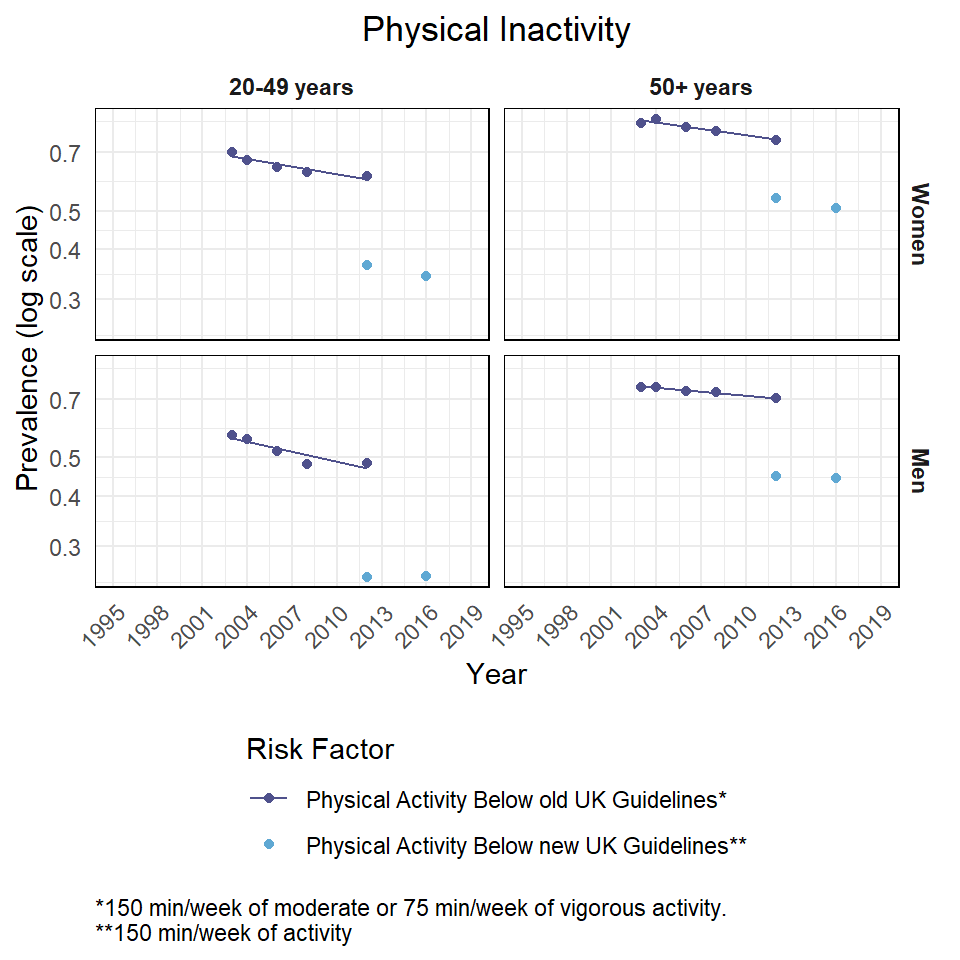 Physical Inactivity
20-49 years
50+ years
Prevalence (log scale)
0.7
0.5
0.4
0.3
Women
0.7
0.5
0.4
0.3
Men
1995 1998 2001 2004 2007 2010 2013 2016 2019
1995 1998 2001 2004 2007 2010 2013 2016 2019
Year
Risk Factor
Physical Activity Below old UK Guidelines*
Physical Activity Below new UK Guidelines**
*150 min/week of moderate or 75 min/week of vigorous activity.
**150 min/week of activity